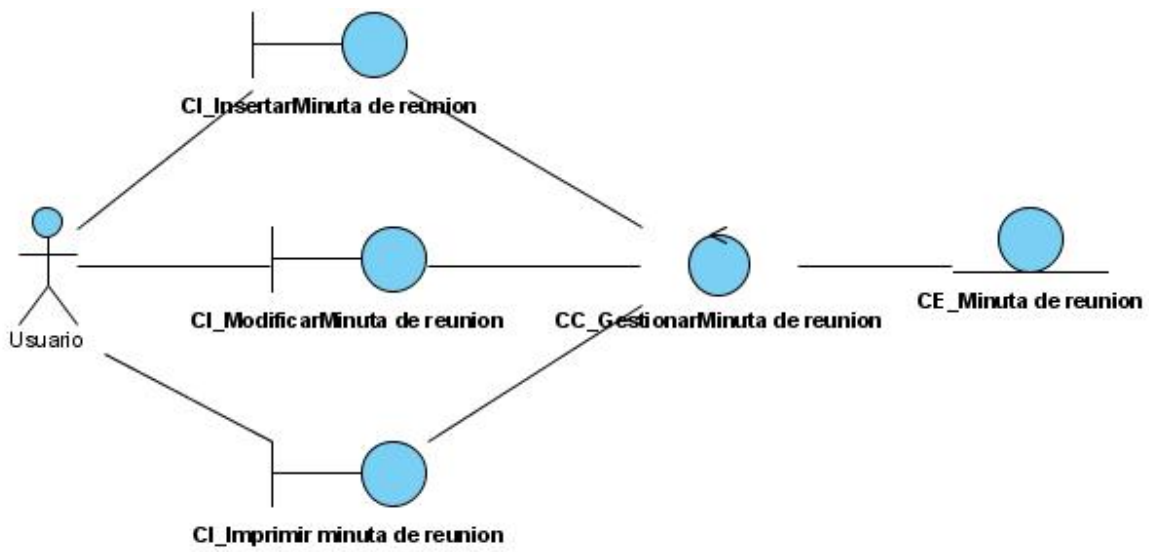 CI_InsertarMinuta de reunion
Usuario
CI_ModificarMinuta de reunion
CC_GestionarMinuta de reunion
CE_Minuta de reunion
CI_Imprimir minuta de reunion